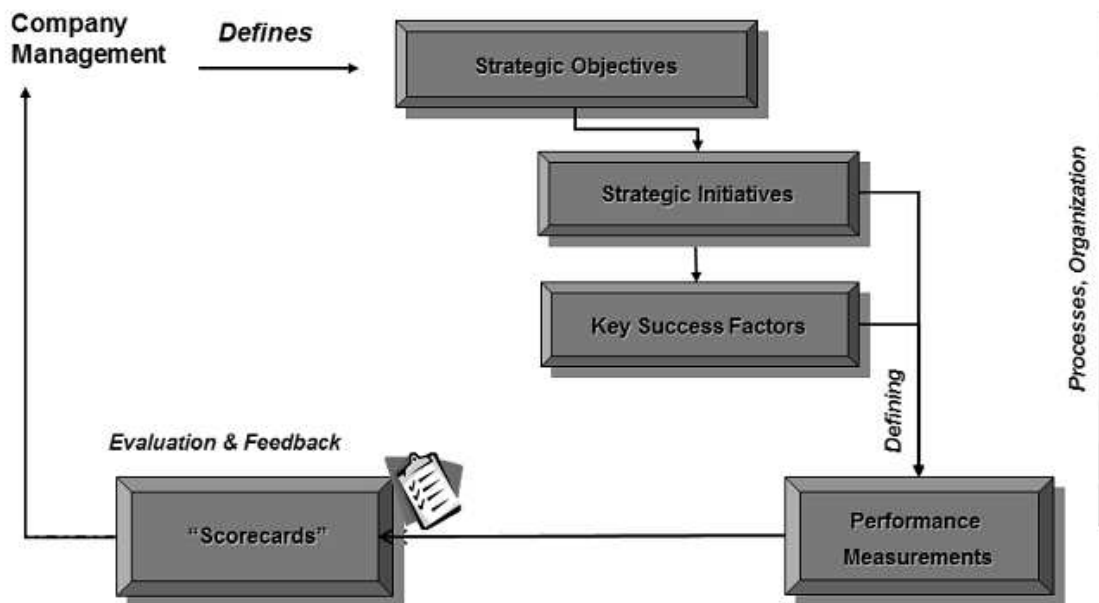 Company
Management
Defines
Strategic Objectives
Strategic Initiatives
Key Success Factors
Processes, Organization
Defining
Evaluation & Feedback
“Scorecards”
Performance
Measurements